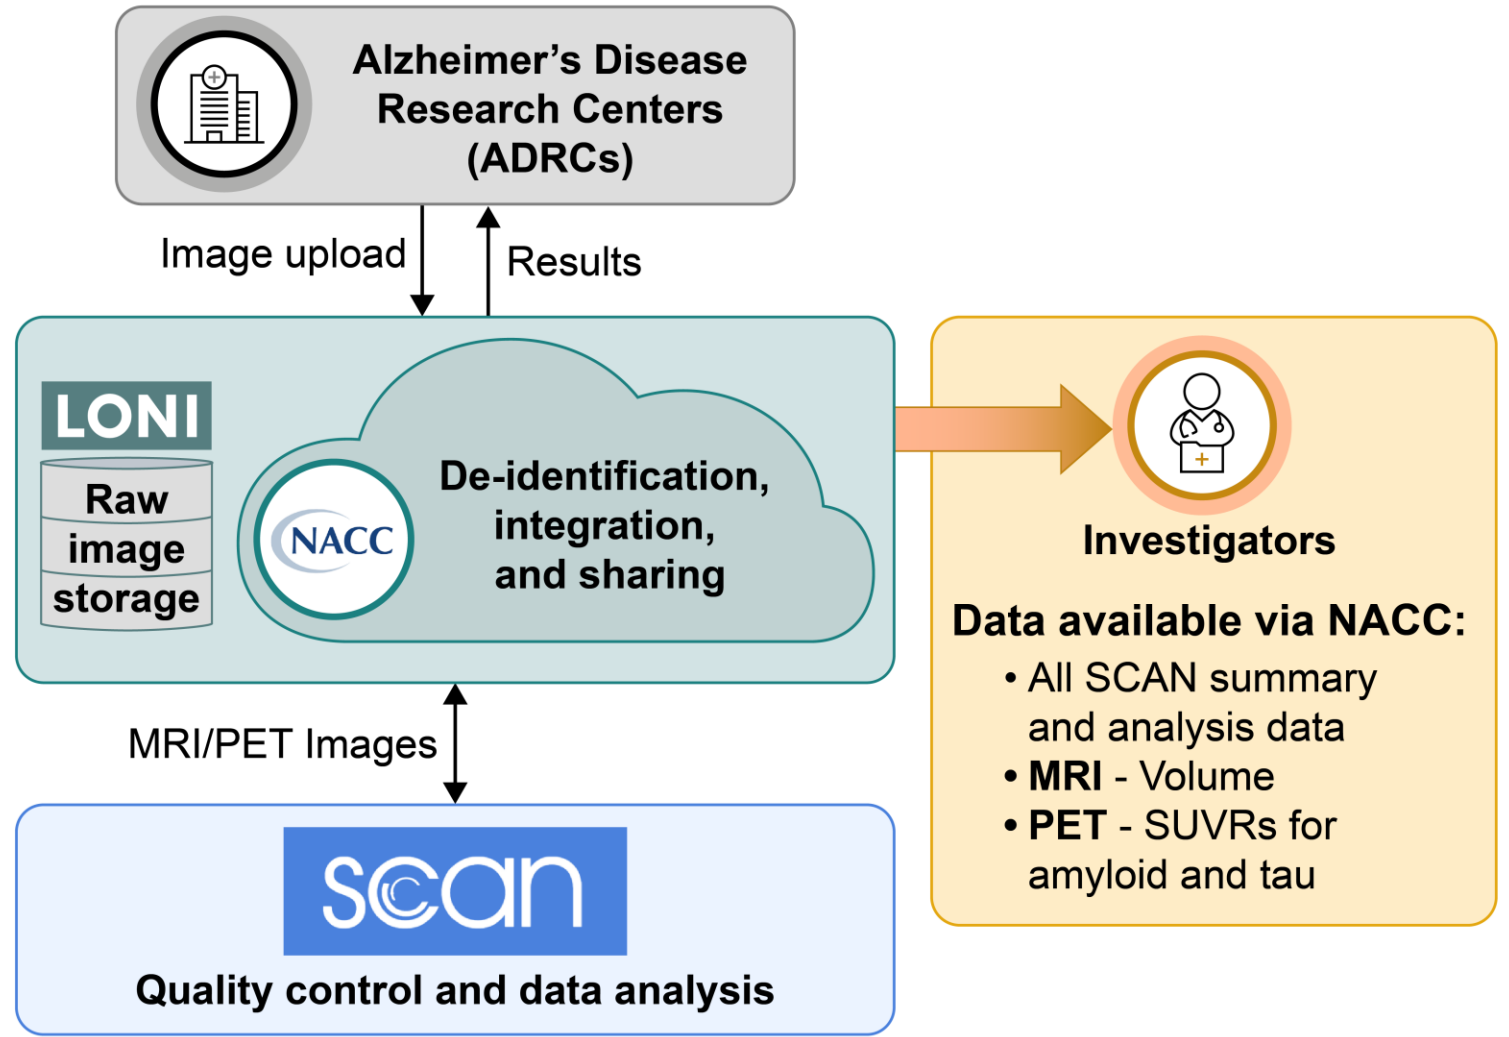 Alzheimer’s Disease
Research Centers
(ADRCs)
Image upload
Results
LONI
Raw
image
storage
NACC
De-identification,
integration,
and sharing
Investigators
Data available via NACC:
• All SCAN summary
and analysis data
• MRI - Volume
• PET - SUVRs for
amyloid and tau
MRI/PET Images
scan
Quality control and data analysis